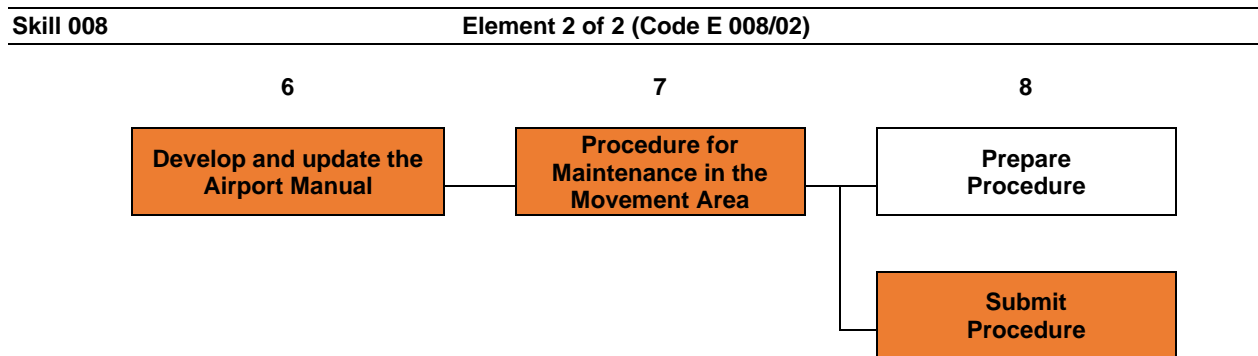 Skill 008 Element 2 of 2 (Code E 008/02)
6 7 8
Develop and update the
Airport Manual
Procedure for
Maintenance in the
Movement Area
Prepare
Procedure
Submit
Procedure